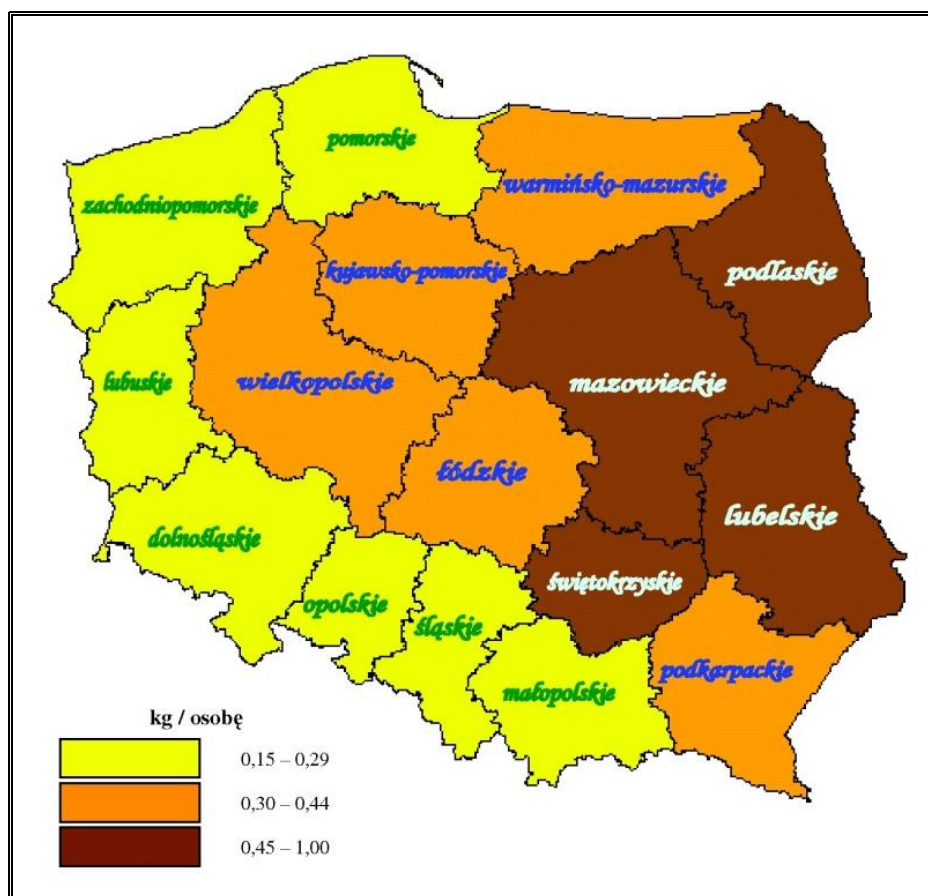 pomorskie
warmińsko-mazurskie
zachodniopomorskie
podlaskie
kujawsko-pomorskie
lubuskie
wielkopolskie
mazowieckie
łódzkie
lubelskie
dolnośląskie
opolskie
śląskie
świętokrzyskie
małopolskie
podkarpackie
kg / osobę
0,15 – 0,29
0,30 – 0,44
0,45 – 1,00